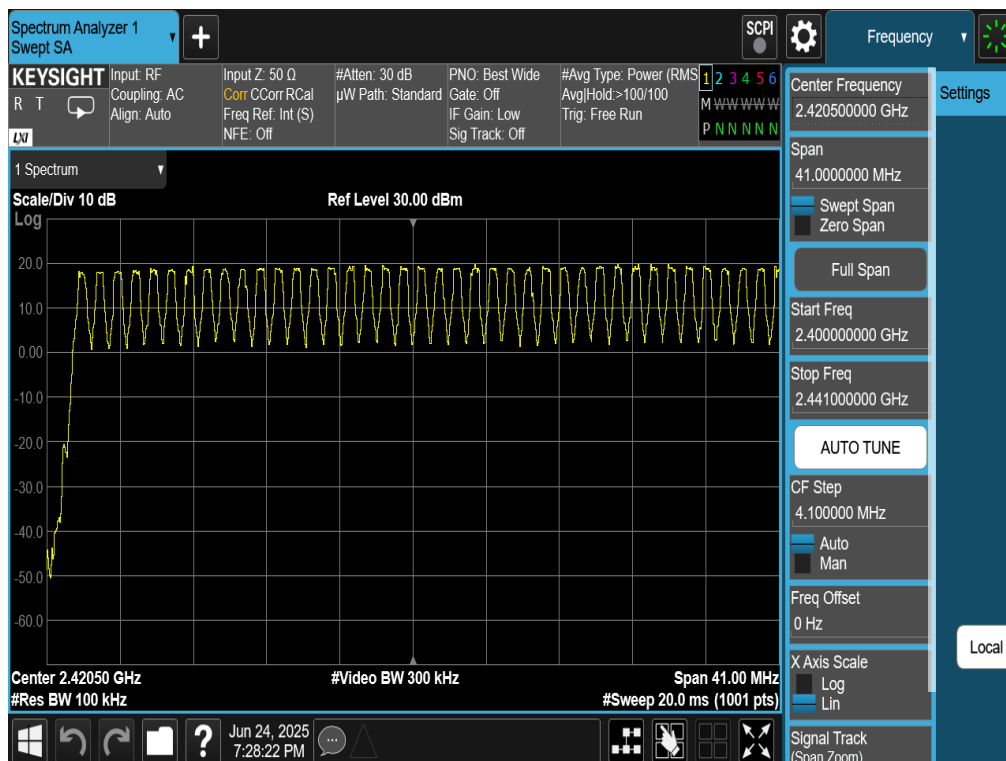 Spectrum Analyzer 1
Swept SA
+
SCPI
Frequency
KEYSIGHT
R T
LXI
Input: RF
Coupling: AC
Align: Auto
Input Z: 50 Ω
Corr CCorr RCal
Freq Ref: Int (S)
NFE: Off
#Atten: 30 dB
µW Path: Standard
PNO: Best Wide
Gate: Off
IF Gain: Low
Sig Track: Off
#Avg Type: Power (RMS
Avg|Hold:>100/100
Trig: Free Run
1 2 3 4 5 6
M W W W W W
P N N N N N
1 Spectrum
Scale/Div 10 dB
Ref Level 30.00 dBm
Log
20.0
10.0
0.00
-10.0
-20.0
-30.0
-40.0
-50.0
-60.0
Center 2.42050 GHz
#Video BW 300 kHz
Span 41.00 MHz
#Res BW 100 kHz
#Sweep 20.0 ms (1001 pts)
Center Frequency
2.420500000 GHz
Span
41.0000000 MHz
Swept Span
Zero Span
Full Span
Start Freq
2.400000000 GHz
Stop Freq
2.441000000 GHz
AUTO TUNE
CF Step
4.100000 MHz
Auto
Man
Freq Offset
0 Hz
X Axis Scale
Log
Lin
Signal Track
(Span Zoom)
Settings
Local
?
Jun 24, 2025
7:28:22 PM